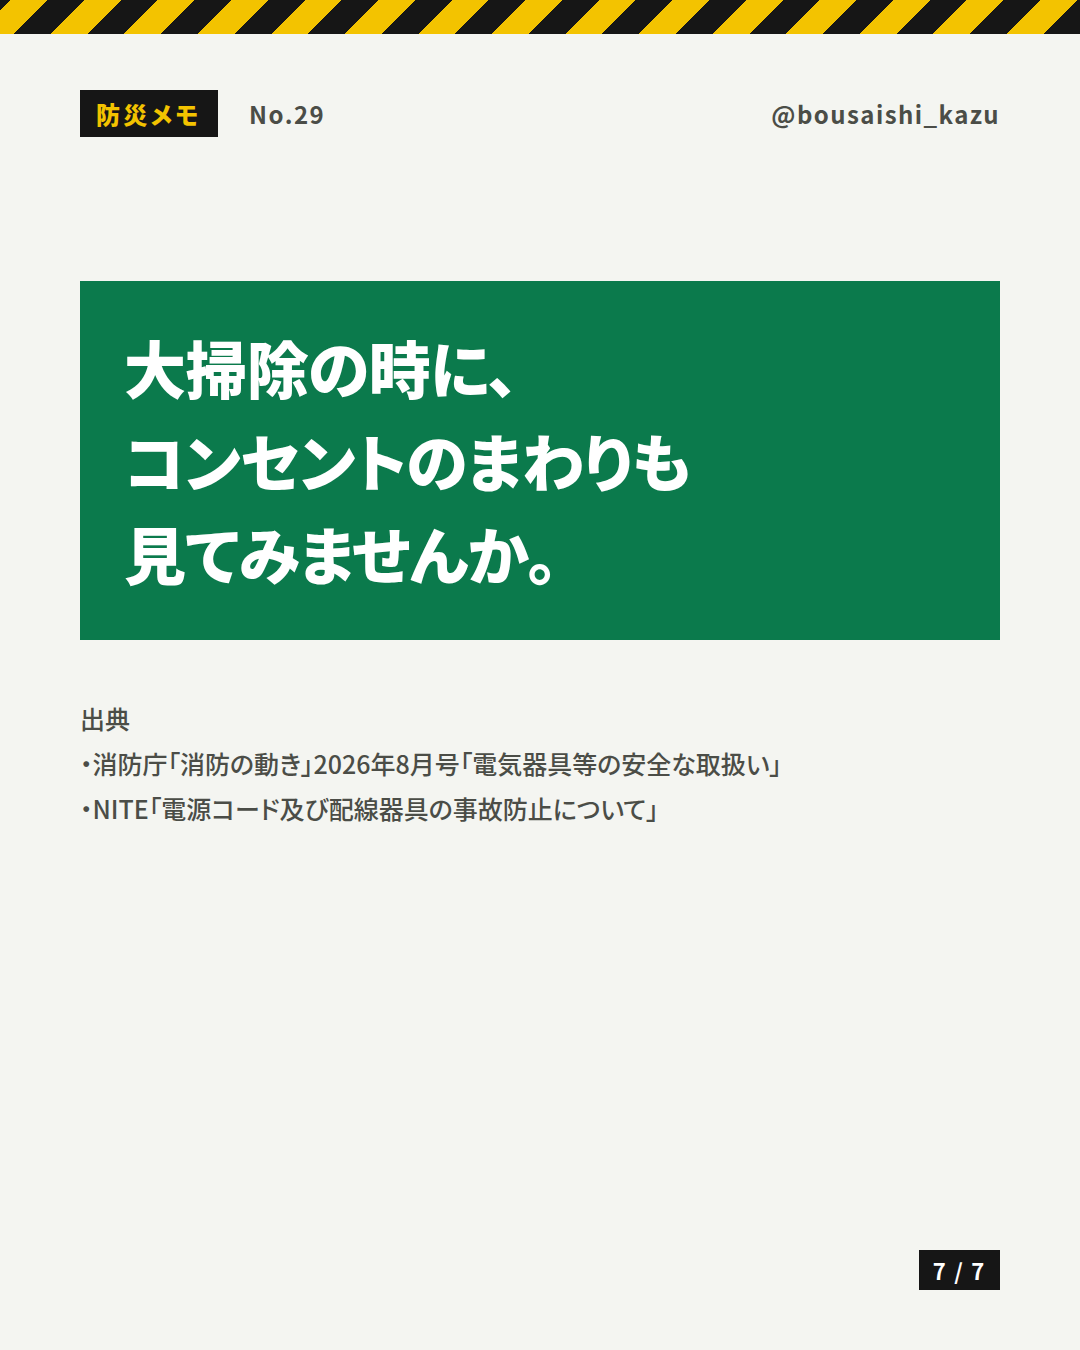 防災メモ No.29 @bousaishi_kazu
大掃除の時に、
コンセントのまわりも
見てみませんか。
出典
・消防庁「消防の動き」2026年8月号「電気器具等の安全な取扱い」
・NITE「電源コード及び配線器具の事故防止について」
7 / 7